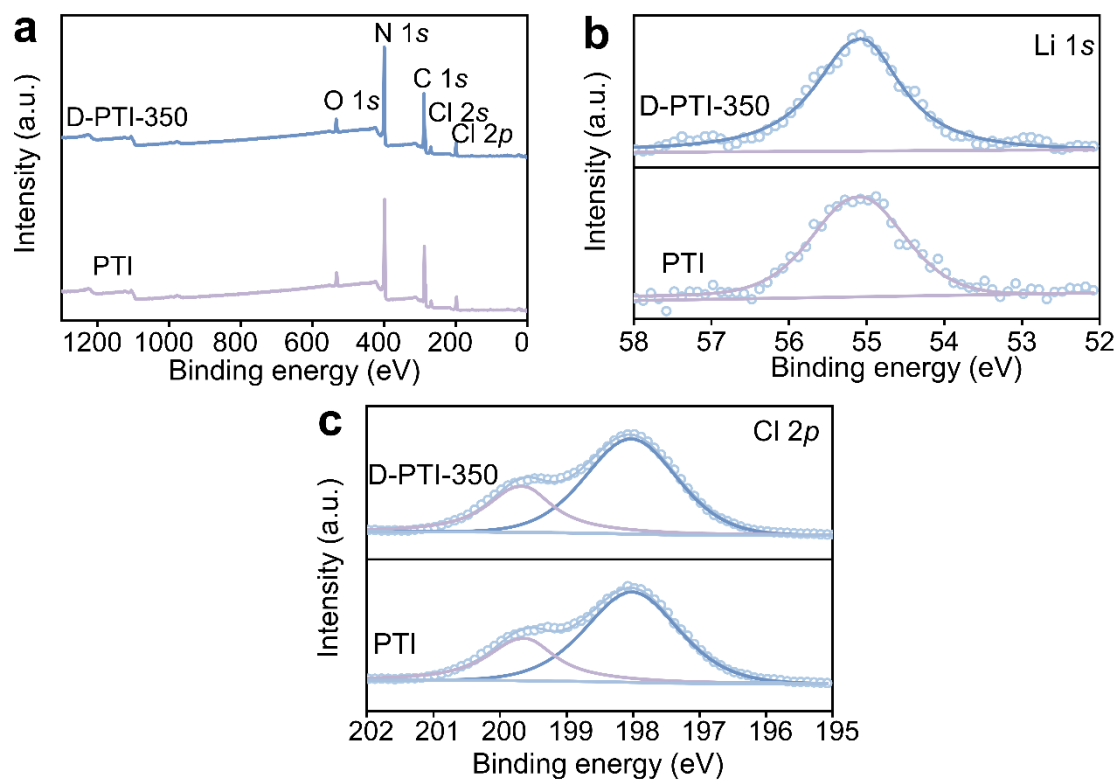 a
N 1s
C 1s
O 1s
Cl 2s
Cl 2p
D-PTI-350
PTI
Intensity (a.u.)
1200 1000 800 600 400 200 0
Binding energy (eV)
b
Li 1s
D-PTI-350
PTI
Intensity (a.u.)
58 57 56 55 54 53 52
Binding energy (eV)
c
Cl 2p
D-PTI-350
PTI
Intensity (a.u.)
202 201 200 199 198 197 196 195
Binding energy (eV)